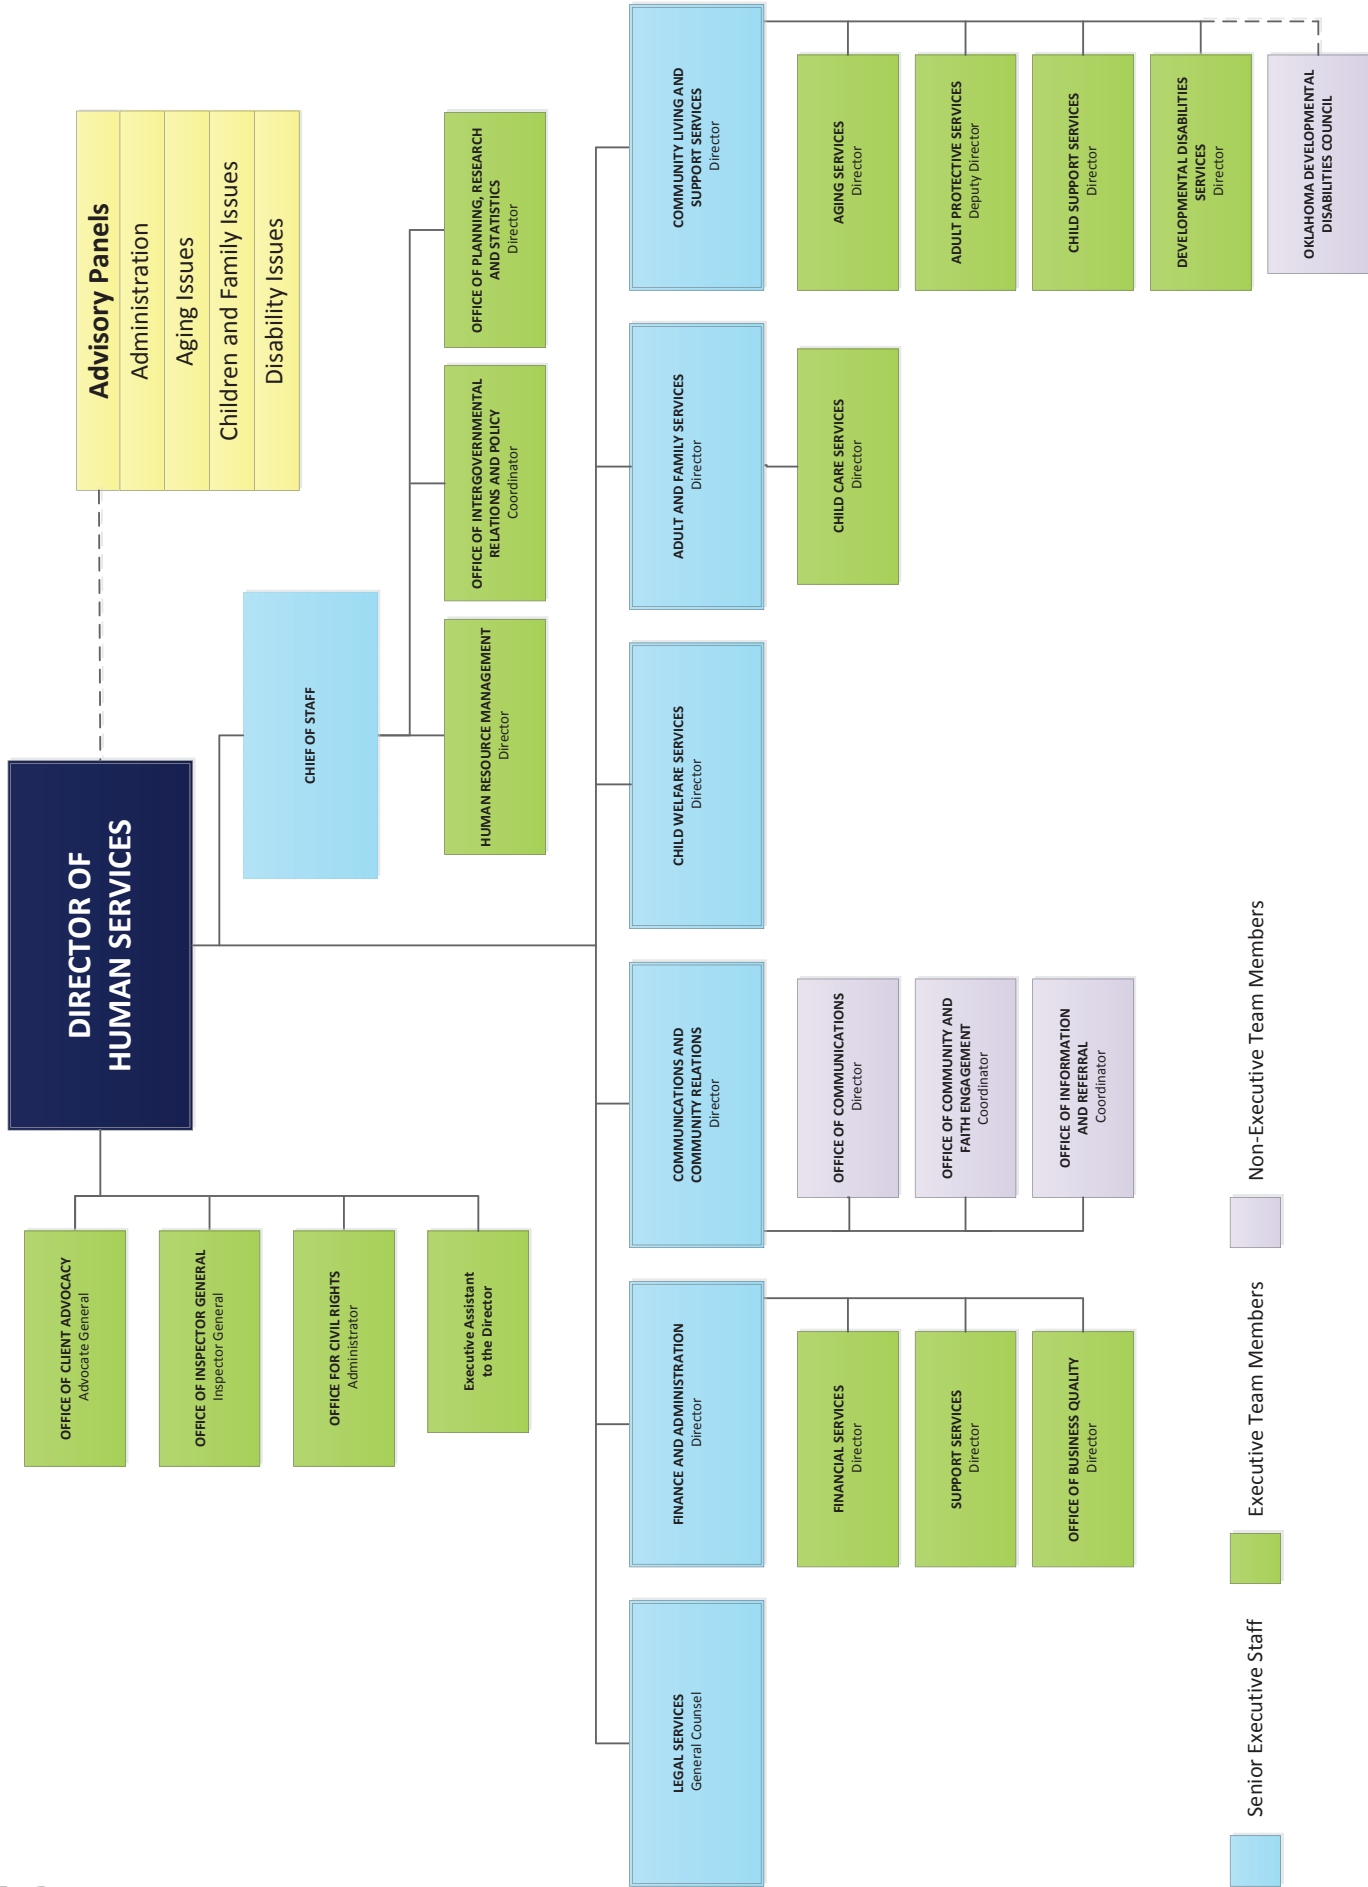 DIRECTOR OF
HUMAN SERVICES
Advisory Panels
Administration
Aging Issues
Children and Family Issues
Disability Issues
OFFICE OF CLIENT ADVOCACY
Advocate General
OFFICE OF INSPECTOR GENERAL
Inspector General
OFFICE FOR CIVIL RIGHTS
Administrator
Executive Assistant
to the Director
CHIEF OF STAFF
HUMAN RESOURCE MANAGEMENT
Director
OFFICE OF INTERGOVERNMENTAL
RELATIONS AND POLICY
Coordinator
OFFICE OF PLANNING, RESEARCH
AND STATISTICS
Director
LEGAL SERVICES
General Counsel
FINANCE AND ADMINISTRATION
Director
COMMUNICATIONS AND
COMMUNITY RELATIONS
Director
CHILD WELFARE SERVICES
Director
ADULT AND FAMILY SERVICES
Director
COMMUNITY LIVING AND
SUPPORT SERVICES
Director
FINANCIAL SERVICES
Director
SUPPORT SERVICES
Director
OFFICE OF BUSINESS QUALITY
Director
OFFICE OF COMMUNICATIONS
Director
OFFICE OF COMMUNITY AND
FAITH ENGAGEMENT
Coordinator
OFFICE OF INFORMATION
AND REFERRAL
Coordinator
CHILD CARE SERVICES
Director
AGING SERVICES
Director
ADULT PROTECTIVE SERVICES
Deputy Director
CHILD SUPPORT SERVICES
Director
DEVELOPMENTAL DISABILITIES
SERVICES
Director
OKLAHOMA DEVELOPMENTAL
DISABILITIES COUNCIL
Senior Executive Staff
Executive Team Members
Non-Executive Team Members